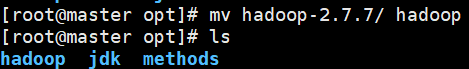 [root@master opt]# mv hadoop-2.7.7/ hadoop
[root@master opt]# ls
hadoop  jdk  methods